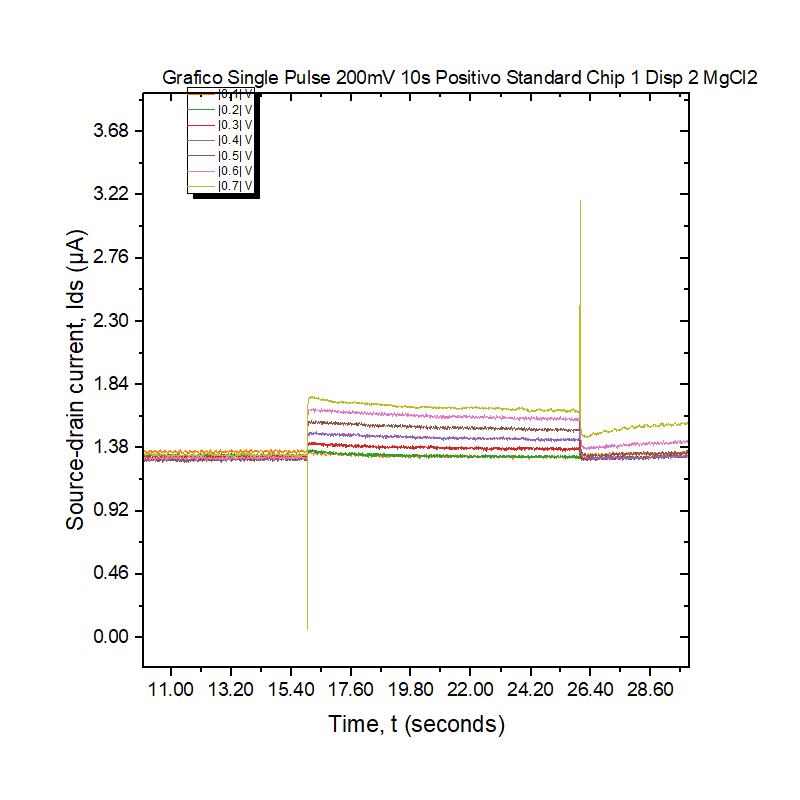 Grafico Single Pulse 200mV 10s Positivo Standard Chip 1 Disp 2 MgCl2
|0.1| V
|0.2| V
|0.3| V
|0.4| V
|0.5| V
|0.6| V
|0.7| V
3.68
3.22
2.76
2.30
1.84
1.38
0.92
0.46
0.00
Source-drain current, Ids (μA)
11.00 13.20 15.40 17.60 19.80 22.00 24.20 26.40 28.60
Time, t (seconds)